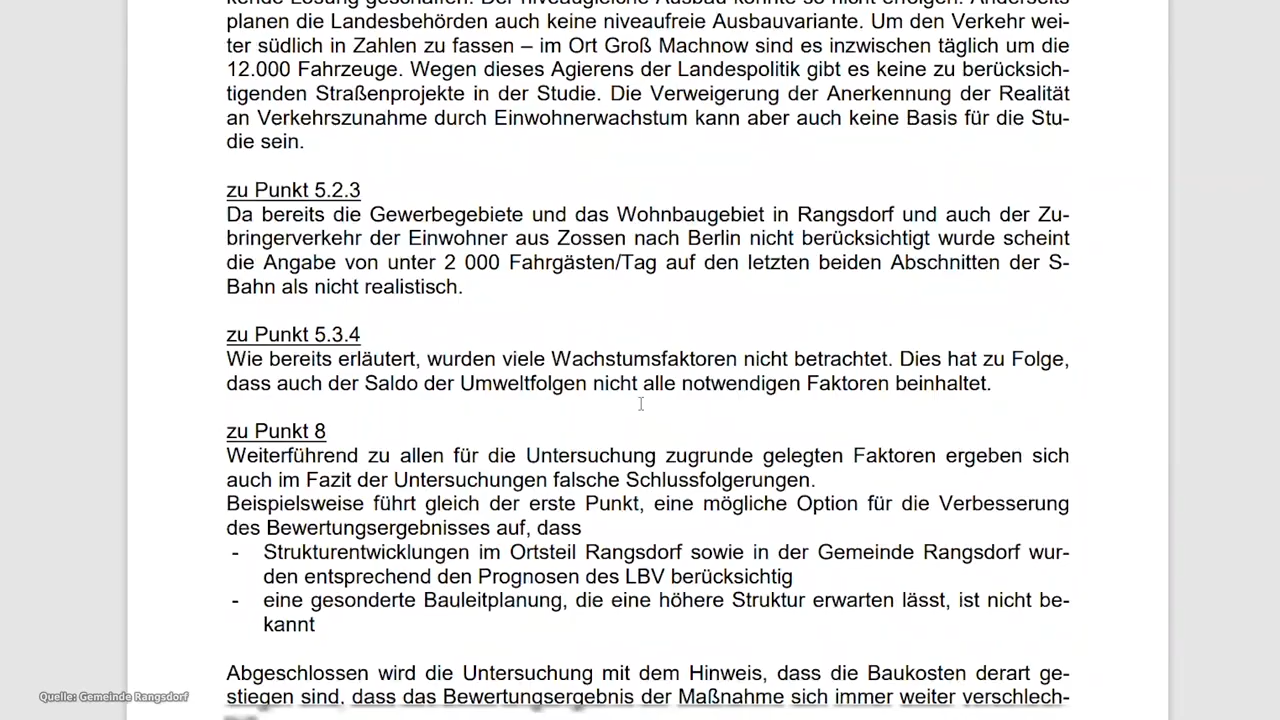 kende Lösung geschaffen. Der niveaugleiche Ausbau konnte so nicht erfolgen. Anderseits
planen die Landesbehörden auch keine niveaufreie Ausbauvariante. Um den Verkehr wei-
ter südlich in Zahlen zu fassen – im Ort Groß Machnow sind es inzwischen täglich um die
12.000 Fahrzeuge. Wegen dieses Agierens der Landespolitik gibt es keine zu berücksich-
tigenden Straßenprojekte in der Studie. Die Verweigerung der Anerkennung der Realität
an Verkehrszunahme durch Einwohnerwachstum kann aber auch keine Basis für die Stu-
die sein.
zu Punkt 5.2.3
Da bereits die Gewerbegebiete und das Wohnbaugebiet in Rangsdorf und auch der Zu-
bringerverkehr der Einwohner aus Zossen nach Berlin nicht berücksichtigt wurde scheint
die Angabe von unter 2 000 Fahrgästen/Tag auf den letzten beiden Abschnitten der S-
Bahn als nicht realistisch.
zu Punkt 5.3.4
Wie bereits erläutert, wurden viele Wachstumsfaktoren nicht betrachtet. Dies hat zu Folge,
dass auch der Saldo der Umweltfolgen nicht alle notwendigen Faktoren beinhaltet.
zu Punkt 8
Weiterführend zu allen für die Untersuchung zugrunde gelegten Faktoren ergeben sich
auch im Fazit der Untersuchungen falsche Schlussfolgerungen.
Beispielsweise führt gleich der erste Punkt, eine mögliche Option für die Verbesserung
des Bewertungsergebnisses auf, dass
- Strukturentwicklungen im Ortsteil Rangsdorf sowie in der Gemeinde Rangsdorf wur-
den entsprechend den Prognosen des LBV berücksichtig
- eine gesonderte Bauleitplanung, die eine höhere Struktur erwarten lässt, ist nicht be-
kannt
Abgeschlossen wird die Untersuchung mit dem Hinweis, dass die Baukosten derart ge-
stiegen sind, dass das Bewertungsergebnis der Maßnahme sich immer weiter verschlech-
Quelle: Gemeinde Rangsdorf